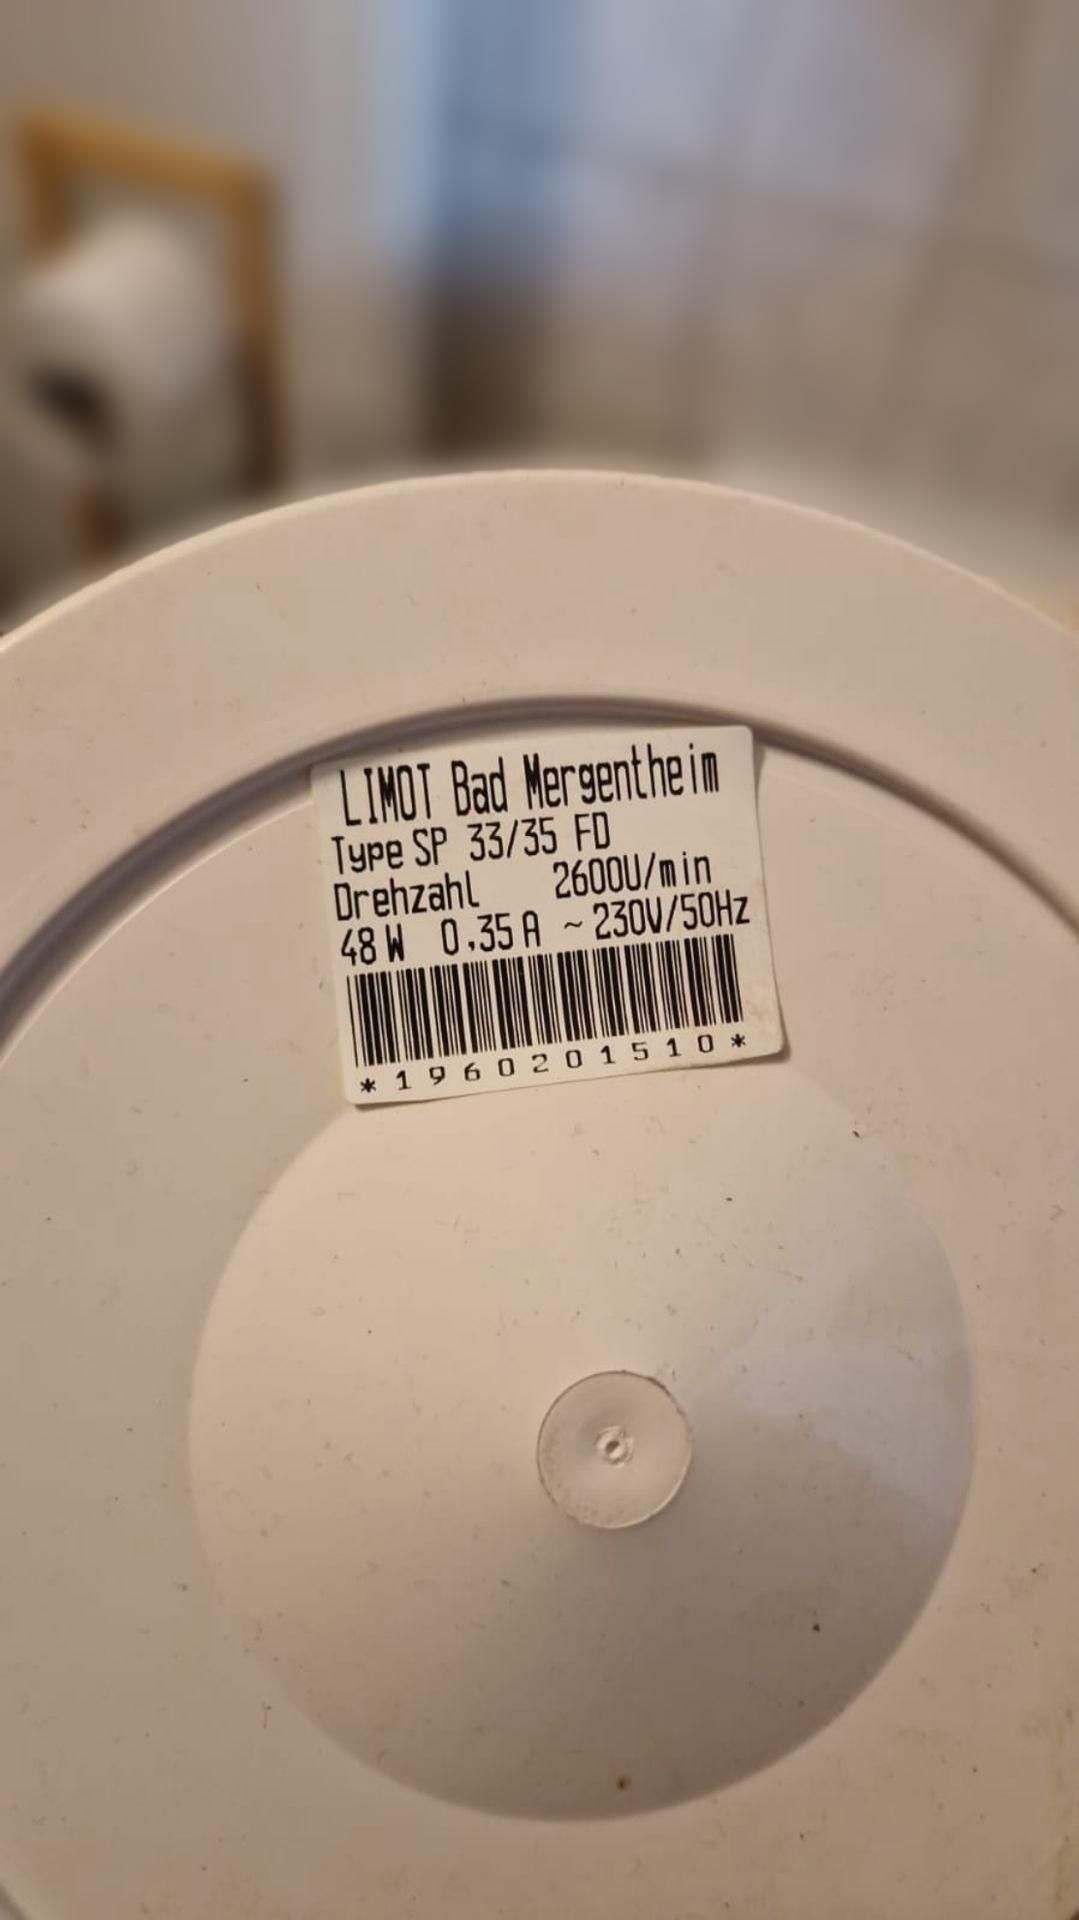 LIMOT Bad Mergentheim
Type SP 33/35 FD
Drehzahl 2600U/min
48 W 0.35 A ~ 230V/50Hz
*1960201510*